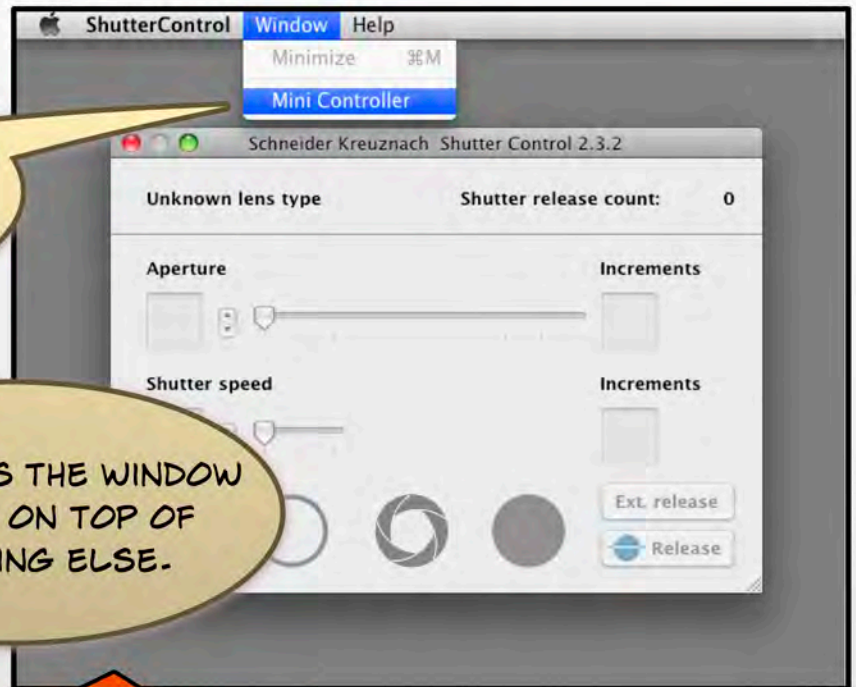 ShutterControl Window Help
Minimize ⌘M
Mini Controller
Schneider Kreuznach Shutter Control 2.3.2
Unknown lens type Shutter release count: 0
Aperture Increments
Shutter speed Increments
S THE WINDOW
ON TOP OF
ING ELSE.
Ext. release
Release